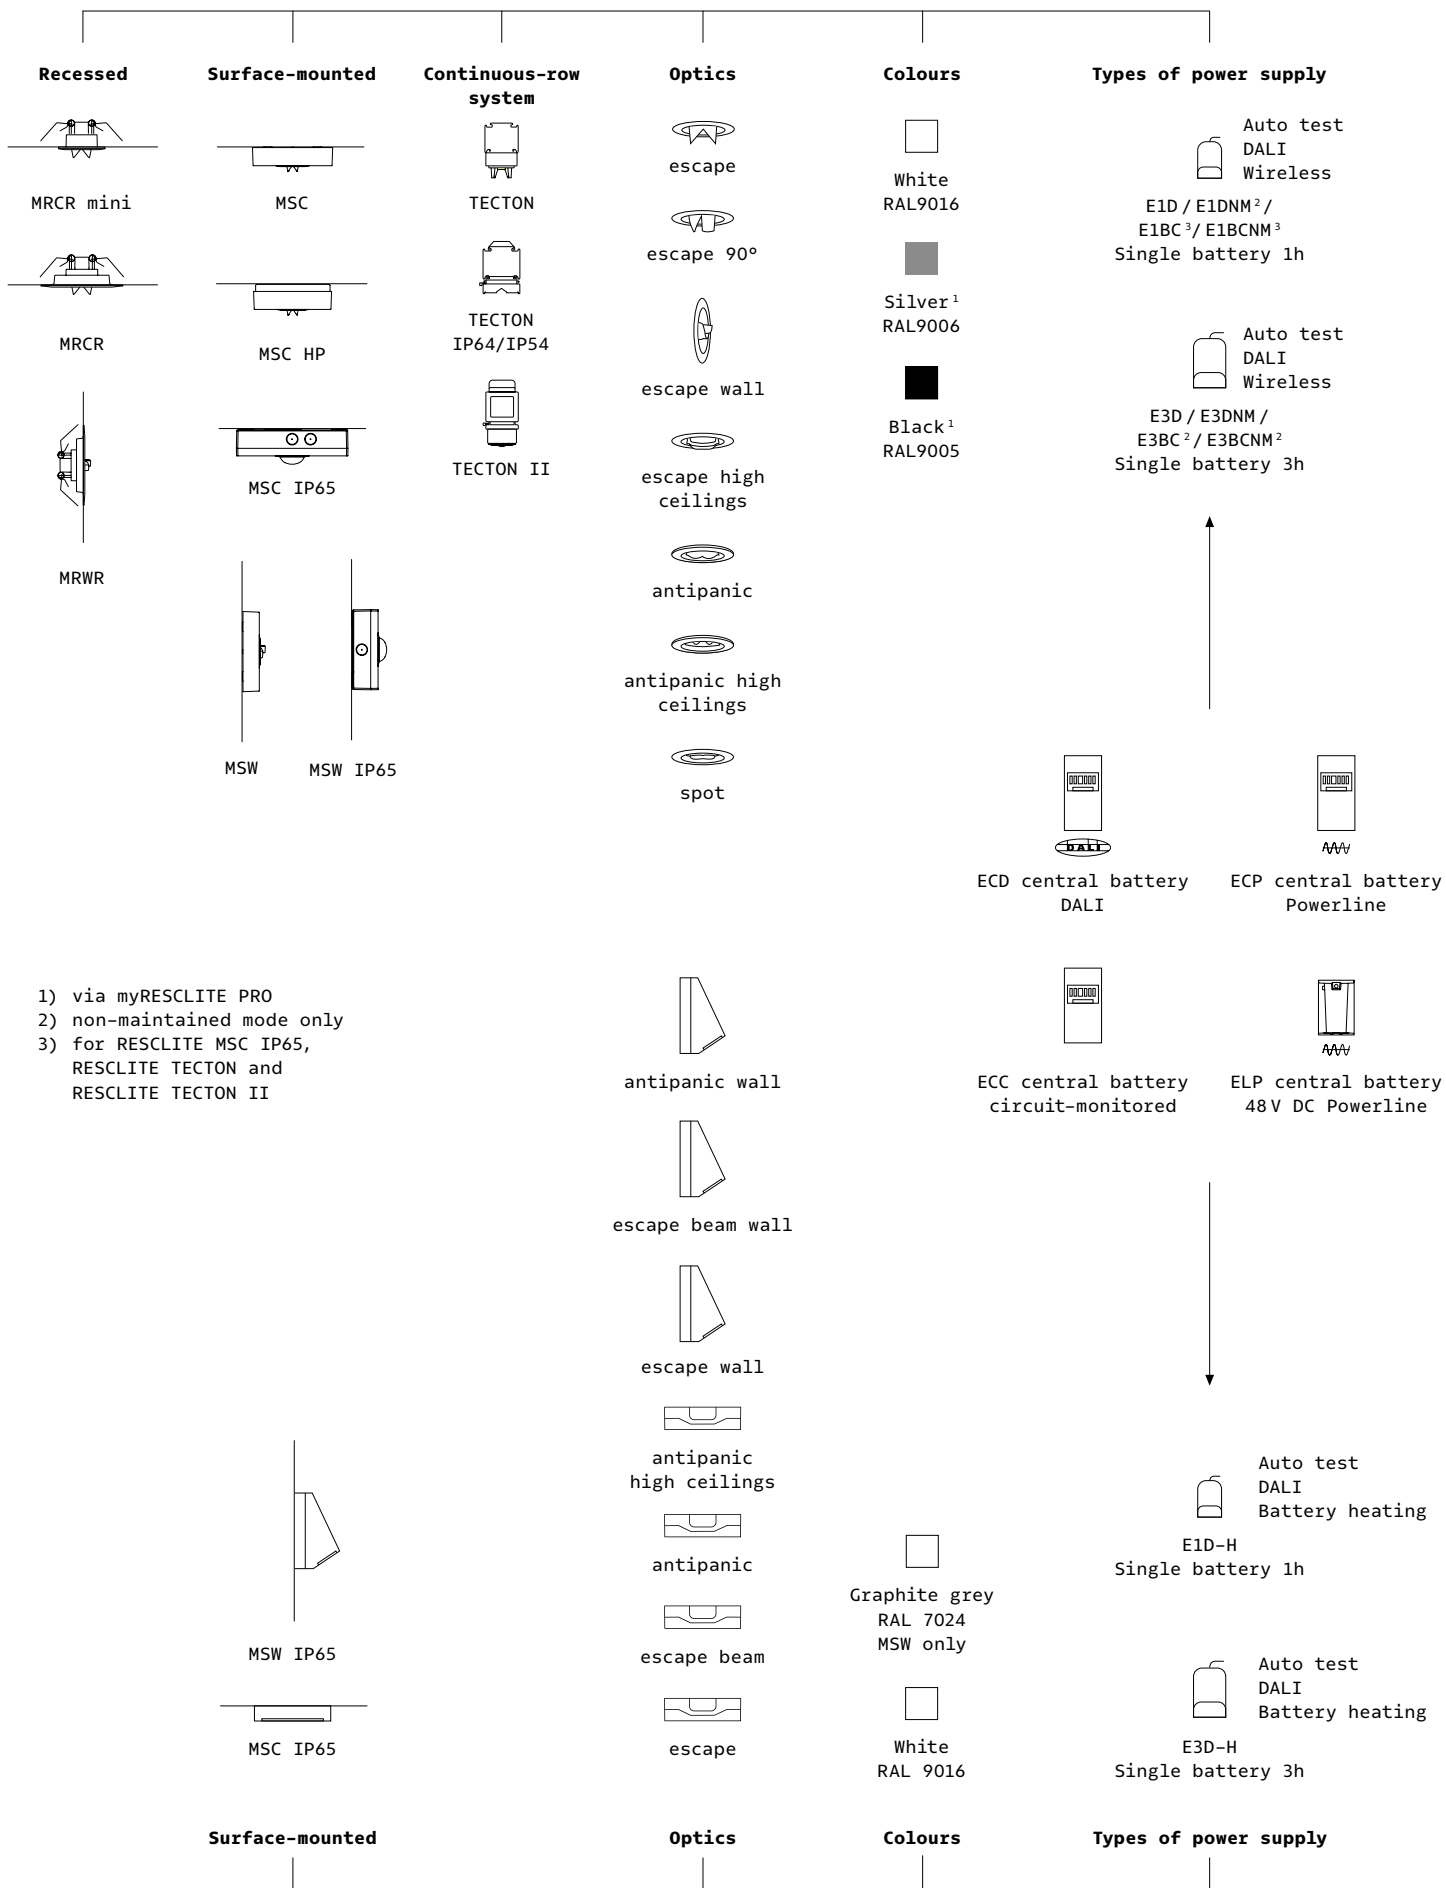 Recessed
Surface-mounted
Continuous-row
system
Optics
Colours
Types of power supply
MRCR mini
MRCR
MRWR
MSC
MSC HP
MSC IP65
MSW
MSW IP65
TECTON
TECTON
IP64/IP54
TECTON II
escape
escape 90°
escape wall
escape high
ceilings
antipanic
antipanic high
ceilings
spot
White
RAL9016
Silver¹
RAL9006
Black¹
RAL9005
Auto test
DALI
Wireless
E1D / E1DNM² /
E1BC³ / E1BCNM³
Single battery 1h
Auto test
DALI
Wireless
E3D / E3DNM /
E3BC² / E3BCNM²
Single battery 3h
DALI
ECD central battery
DALI
ECP central battery
Powerline
ECC central battery
circuit-monitored
ELP central battery
48 V DC Powerline
1) via myRESCLITE PRO
2) non-maintained mode only
3) for RESCLITE MSC IP65,
RESCLITE TECTON and
RESCLITE TECTON II
MSW IP65
MSC IP65
antipanic wall
escape beam wall
escape wall
antipanic
high ceilings
antipanic
escape beam
escape
Graphite grey
RAL 7024
MSW only
White
RAL 9016
Auto test
DALI
Battery heating
E1D-H
Single battery 1h
Auto test
DALI
Battery heating
E3D-H
Single battery 3h
Surface-mounted
Optics
Colours
Types of power supply